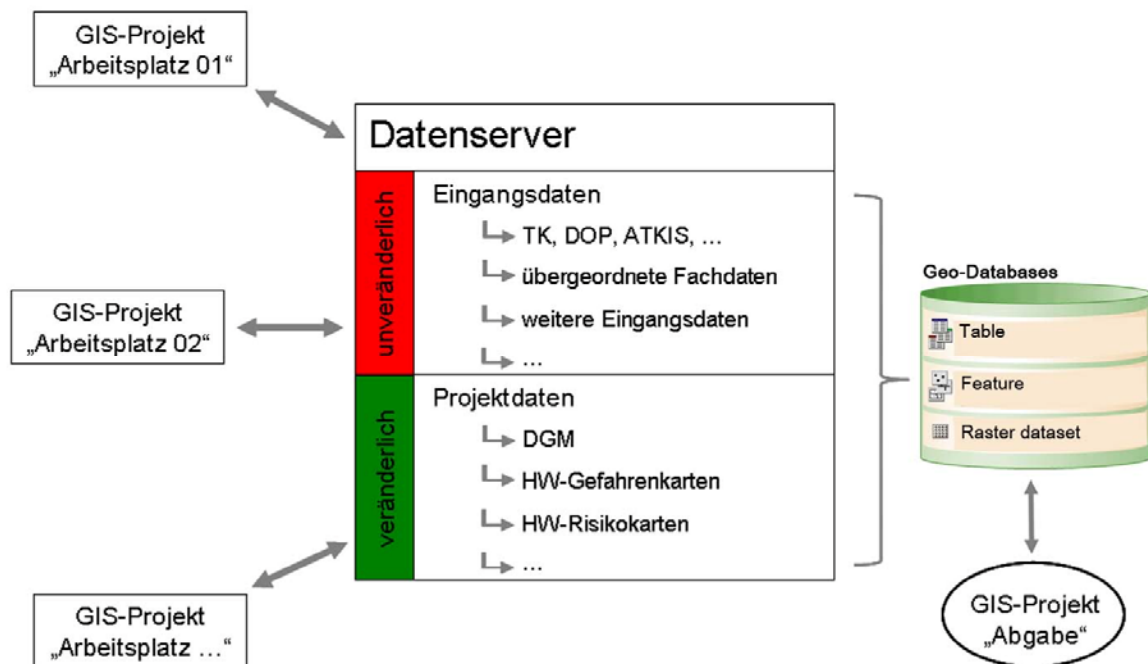 GIS-Projekt
„Arbeitsplatz 01“
GIS-Projekt
„Arbeitsplatz 02“
GIS-Projekt
„Arbeitsplatz ...“
Datenserver
unveränderlich
Eingangsdaten
TK, DOP, ATKIS, ...
übergeordnete Fachdaten
weitere Eingangsdaten
...
veränderlich
Projektdaten
DGM
HW-Gefahrenkarten
HW-Risikokarten
...
Geo-Databases
Table
Feature
Raster dataset
GIS-Projekt
„Abgabe“